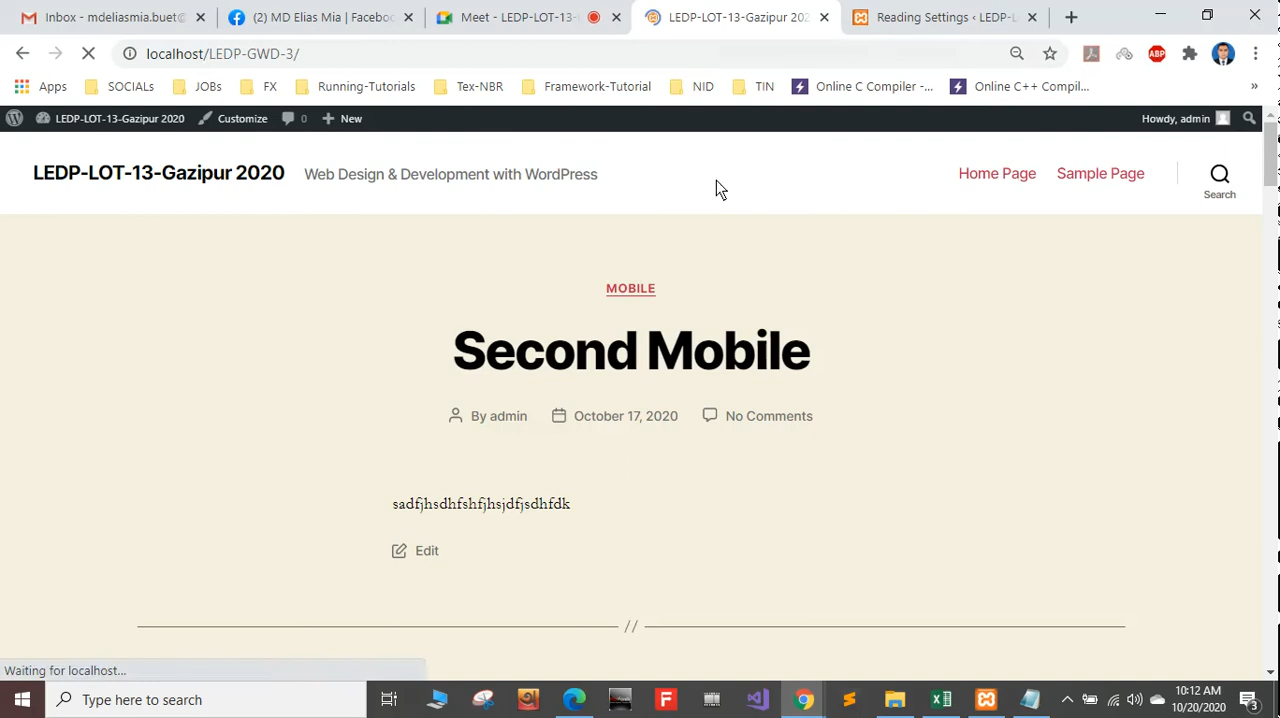 Inbox - mdeliasmia.buet@
(2) MD Elias Mia | Faceboo
Meet - LEDP-LOT-13-
LEDP-LOT-13-Gazipur 202
Reading Settings ‹ LEDP-L
localhost/LEDP-GWD-3/
ABP
Apps
SOCIALs
JOBs
FX
Running-Tutorials
Tex-NBR
Framework-Tutorial
NID
TIN
Online C Compiler -...
Online C++ Compil...
»
LEDP-LOT-13-Gazipur 2020
Customize
0
New
Howdy, admin
LEDP-LOT-13-Gazipur 2020
Web Design & Development with WordPress
Home Page
Sample Page
Search
MOBILE
Second Mobile
By admin
October 17, 2020
No Comments
sadfjhsdhfshfjhsjdfjsdhfdk
Edit
//
Waiting for localhost...
Type here to search
10:12 AM
10/20/2020
3